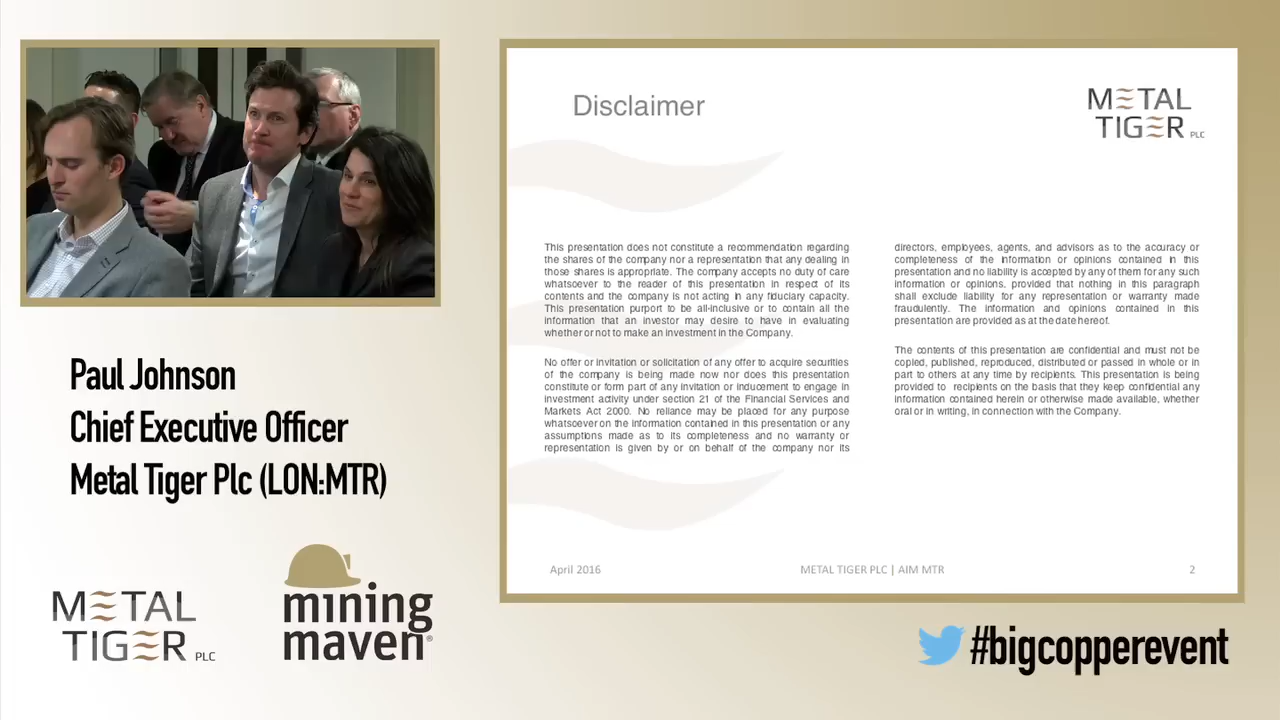 Disclaimer
METAL
TIGER PLC
This presentation does not constitute a recommendation regarding
the shares of the company nor a representation that any dealing in
those shares is appropriate. The company accepts no duty of care
whatsoever to the reader of this presentation in respect of its
contents and the company is not acting in any fiduciary capacity.
This presentation purport to be all-inclusive or to contain all the
information that an investor may desire to have in evaluating
whether or not to make an investment in the Company.
No offer or invitation or solicitation of any offer to acquire securities
of the company is being made now nor does this presentation
constitute or form part of any invitation or inducement to engage in
investment activity under section 21 of the Financial Services and
Markets Act 2000. No reliance may be placed for any purpose
whatsoever on the information contained in this presentation or any
assumptions made as to its completeness and no warranty or
representation is given by or on behalf of the company nor its
directors, employees, agents, and advisors as to the accuracy or
completeness of the information or opinions contained in this
presentation and no liability is accepted by any of them for any such
information or opinions, provided that nothing in this paragraph
shall exclude liability for any representation or warranty made
fraudulently. The information and opinions contained in this
presentation are provided as at the date hereof.
The contents of this presentation are confidential and must not be
copied, published, reproduced, distributed or passed in whole or in
part to others at any time by recipients. This presentation is being
provided to recipients on the basis that they keep confidential any
information contained herein or otherwise made available, whether
oral or in writing, in connection with the Company.
April 2016
METAL TIGER PLC | AIM MTR
2
Paul Johnson
Chief Executive Officer
Metal Tiger Plc (LON:MTR)
METAL
TIGER PLC
mining
maven®
#bigcopperevent